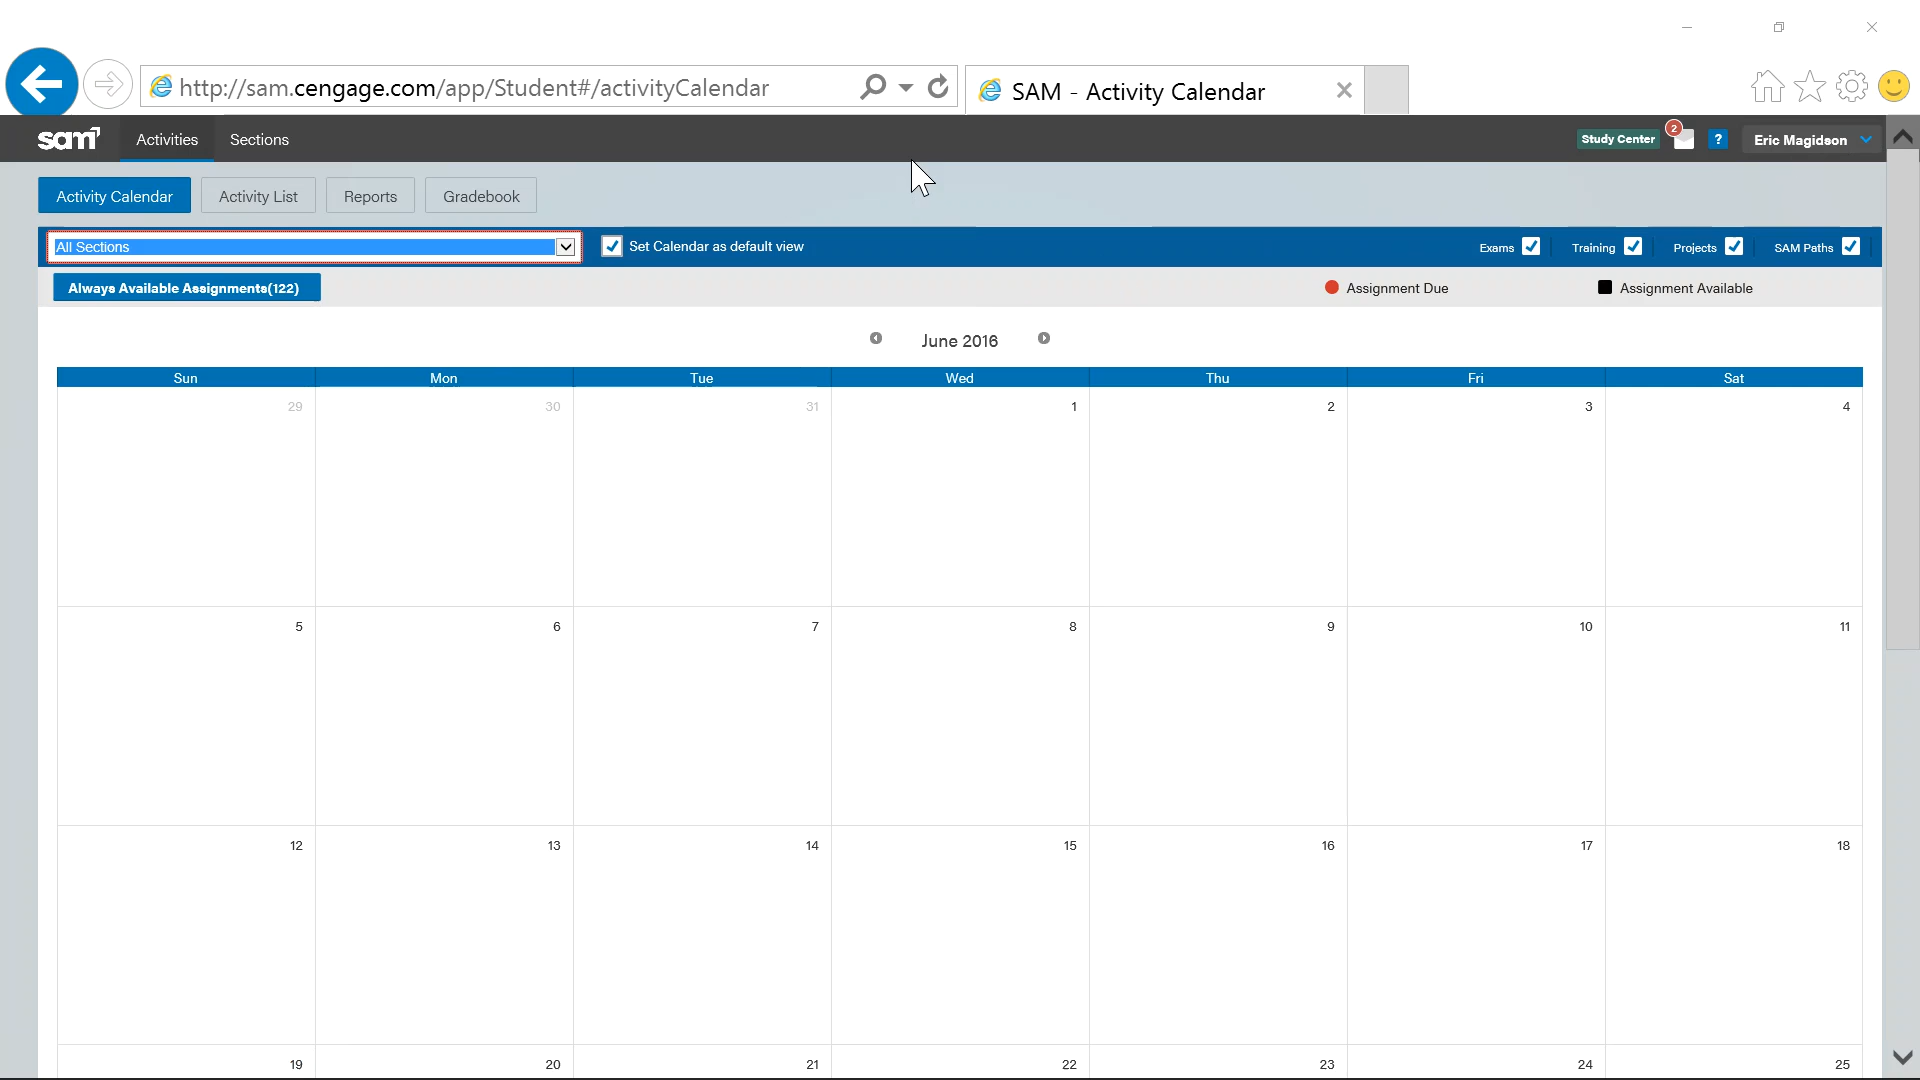 http://sam.cengage.com/app/Student#/activityCalendar
SAM - Activity Calendar
sam
Activities
Sections
Study Center
2
?
Eric Magidson
Activity Calendar
Activity List
Reports
Gradebook
All Sections
Set Calendar as default view
Exams
Training
Projects
SAM Paths
Always Available Assignments(122)
Assignment Due
Assignment Available
June 2016
Sun Mon Tue Wed Thu Fri Sat
29 30 31 1 2 3 4
5 6 7 8 9 10 11
12 13 14 15 16 17 18
19 20 21 22 23 24 25